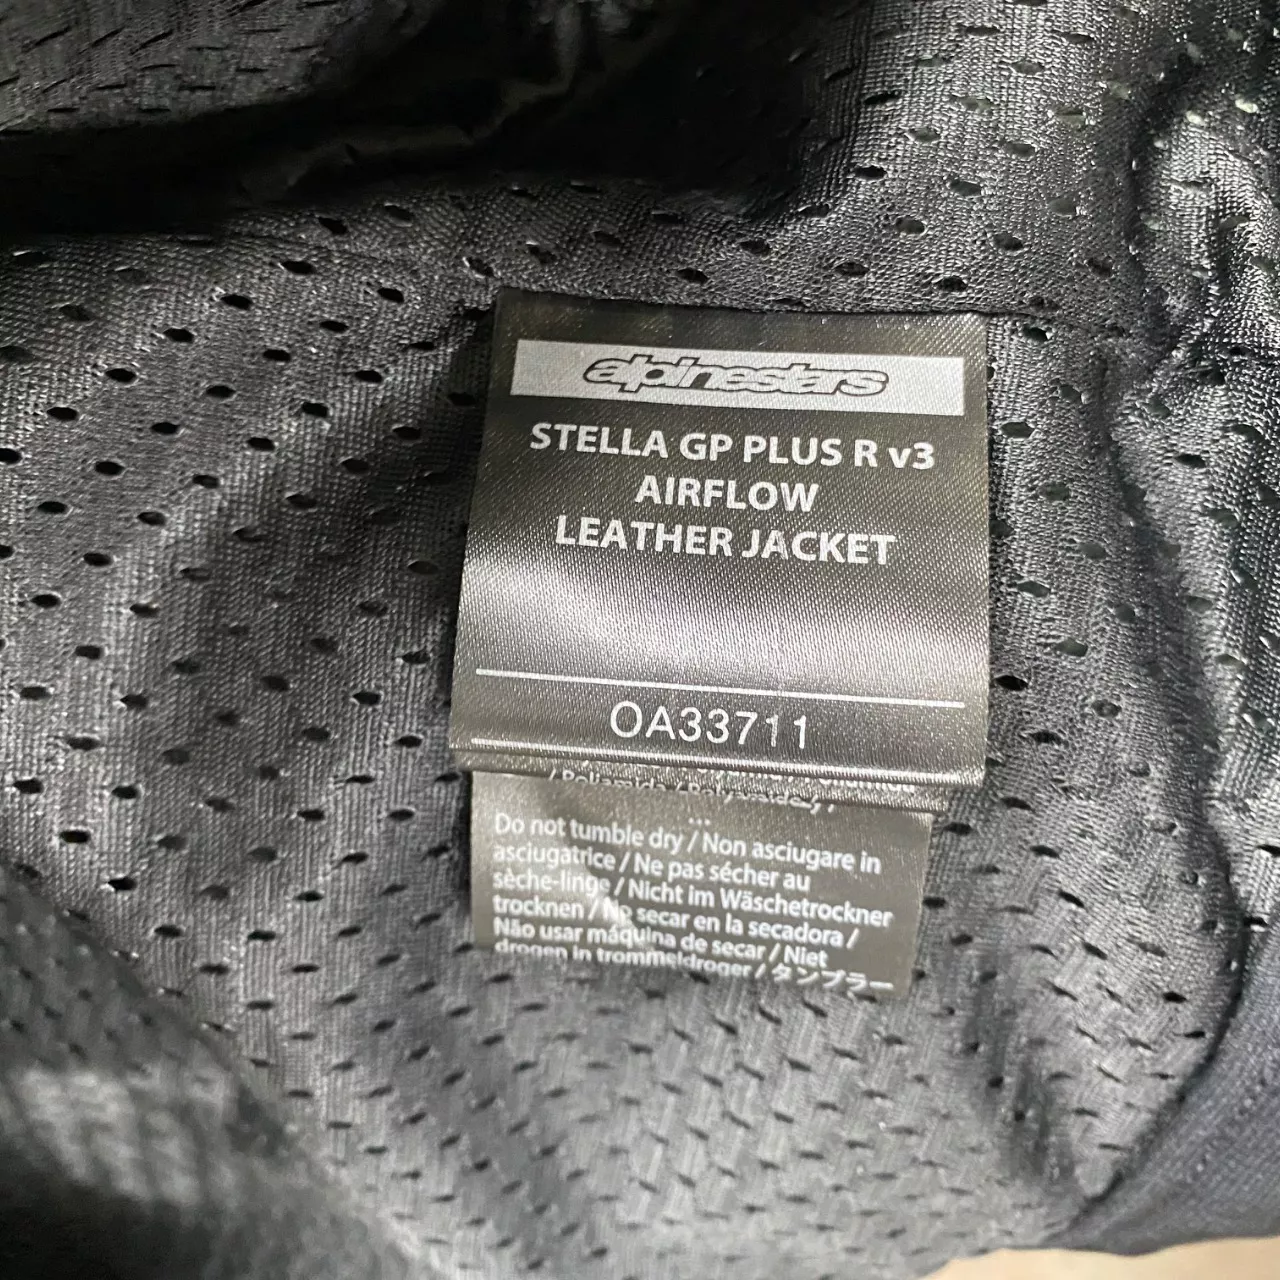 alpinestars
STELLA GP PLUS R v3
AIRFLOW
LEATHER JACKET
OA33711
/ Poliamida / Polyamide /
...
Do not tumble dry / Non asciugare in
asciugatrice / Ne pas sécher au
sèche-linge / Nicht im Wäschetrockner
trocknen / No secar en la secadora /
Não usar máquina de secar / Niet
drogen in trommeldroger / タンブラー